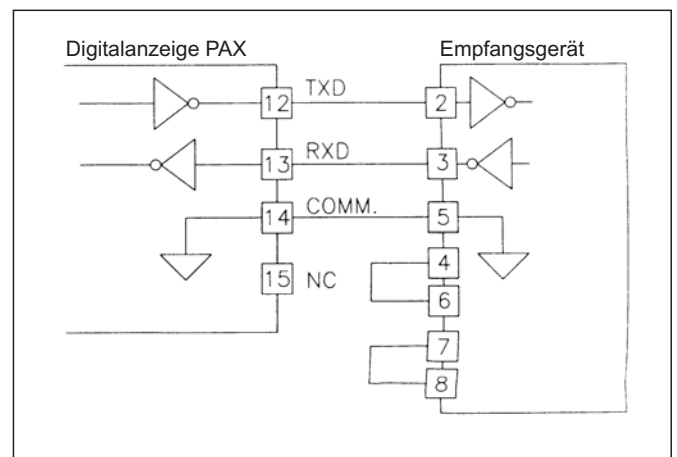 Digitalanzeige PAX Empfangsgerät
12 TXD 2
13 RXD 3
14 COMM. 5
4
15 NC
6
7
8